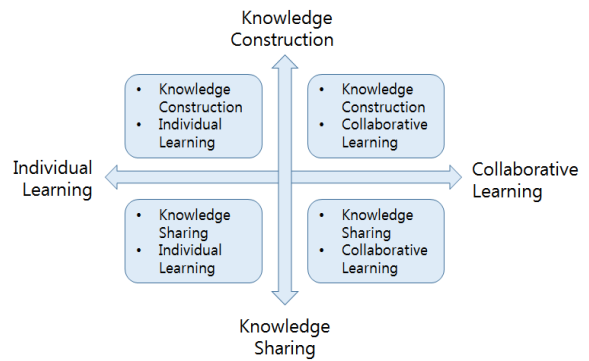 Knowledge
Construction
• Knowledge
Construction
• Individual
Learning
• Knowledge
Construction
• Collaborative
Learning
Individual
Learning
Collaborative
Learning
• Knowledge
Sharing
• Individual
Learning
• Knowledge
Sharing
• Collaborative
Learning
Knowledge
Sharing